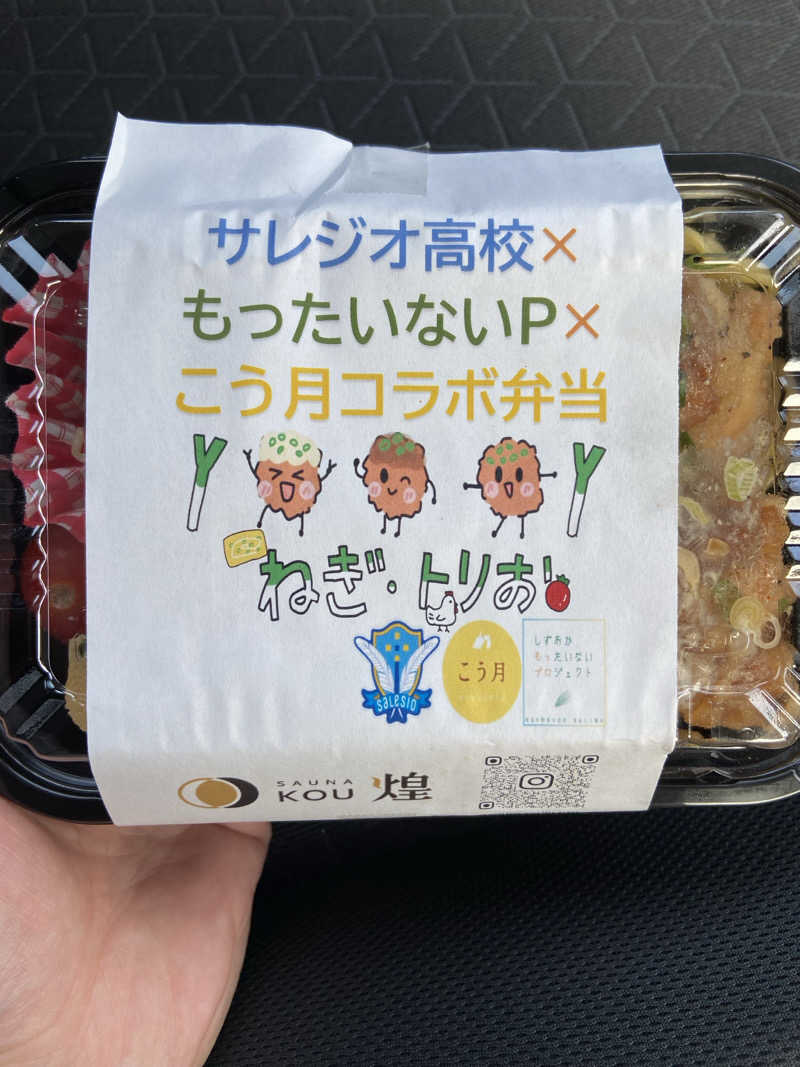 サレジオ高校×
もったいないP×
こう月コラボ弁当
ねぎ・トリお
salesio
こう月
しずおか
もったいない
プロジェクト
SAUNA
KOU 煌